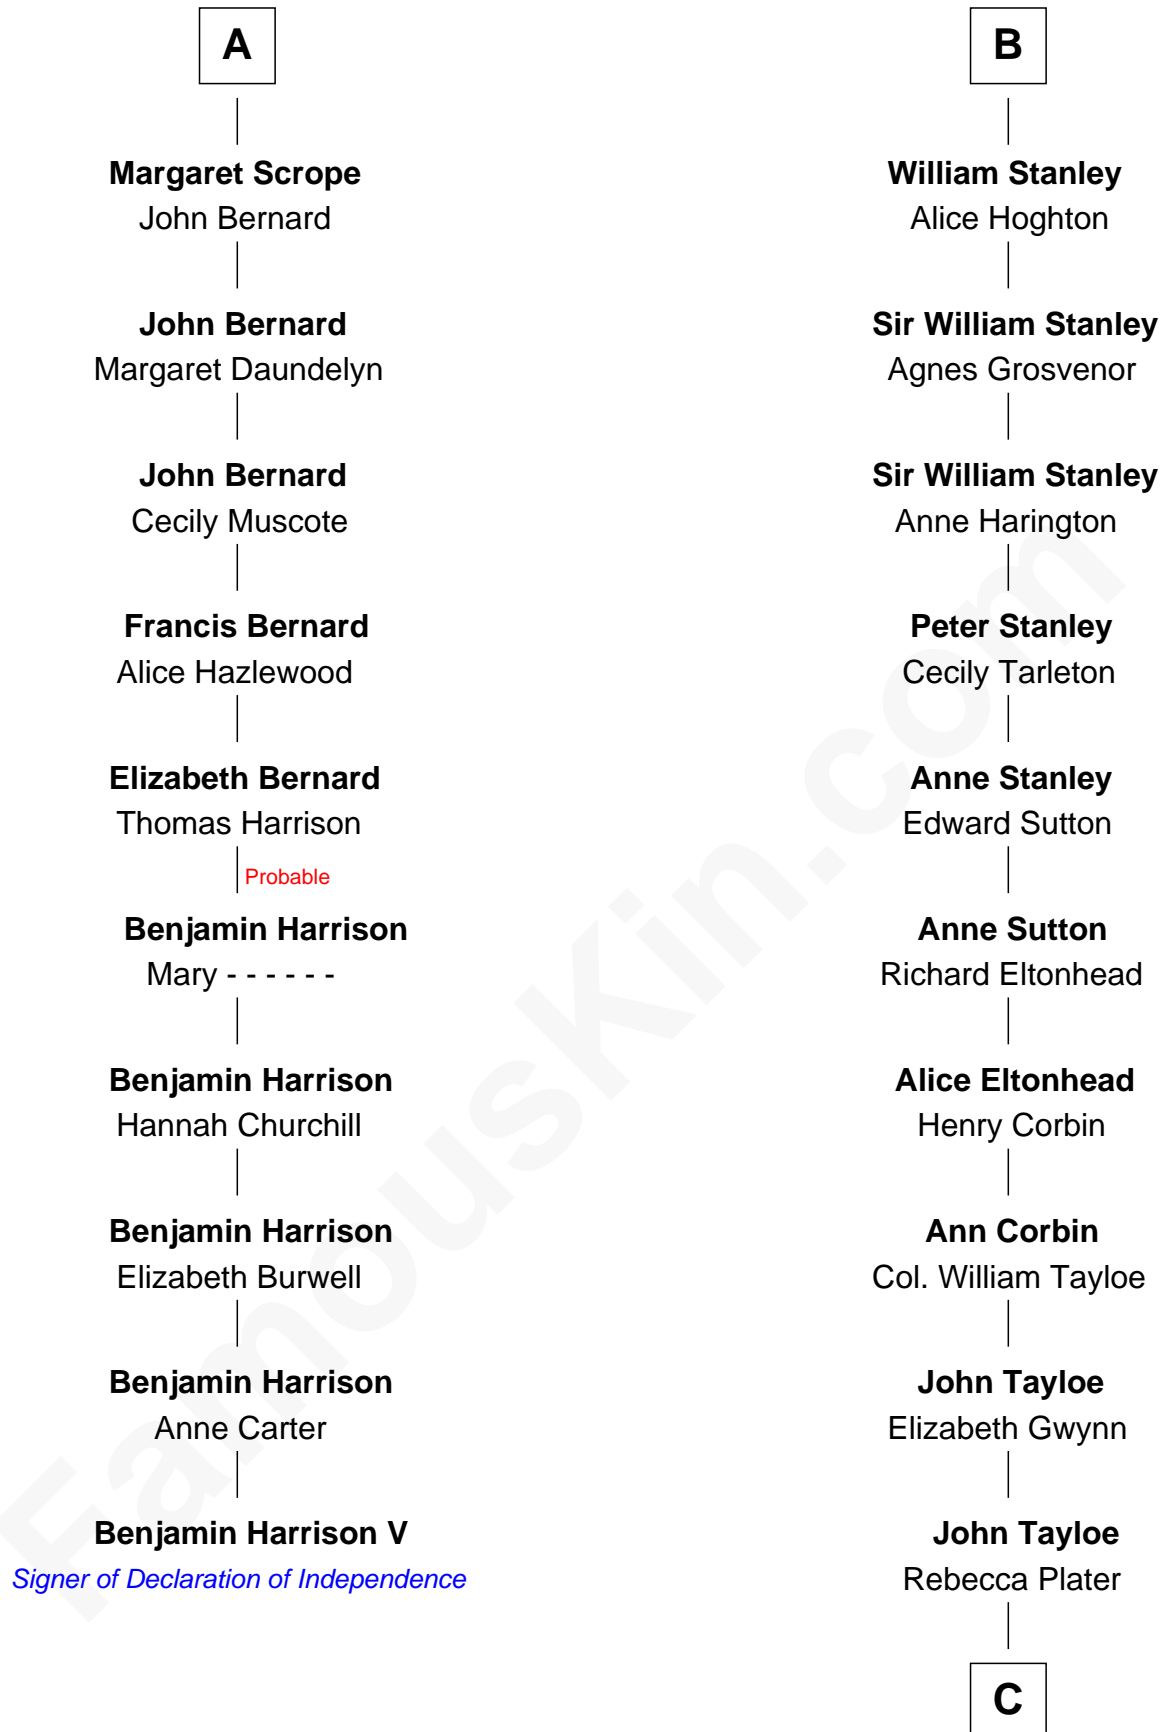 A
Margaret Scrope
John Bernard
John Bernard
Margaret Daundelyn
John Bernard
Cecily Muscote
Francis Bernard
Alice Hazlewood
Elizabeth Bernard
Thomas Harrison
Probable
Benjamin Harrison
Mary - - - - - -
Benjamin Harrison
Hannah Churchill
Benjamin Harrison
Elizabeth Burwell
Benjamin Harrison
Anne Carter
Benjamin Harrison V
Signer of Declaration of Independence
B
William Stanley
Alice Hoghton
Sir William Stanley
Agnes Grosvenor
Sir William Stanley
Anne Harington
Peter Stanley
Cecily Tarleton
Anne Stanley
Edward Sutton
Anne Sutton
Richard Eltonhead
Alice Eltonhead
Henry Corbin
Ann Corbin
Col. William Tayloe
John Tayloe
Elizabeth Gwynn
John Tayloe
Rebecca Plater
C
FamousKin.com